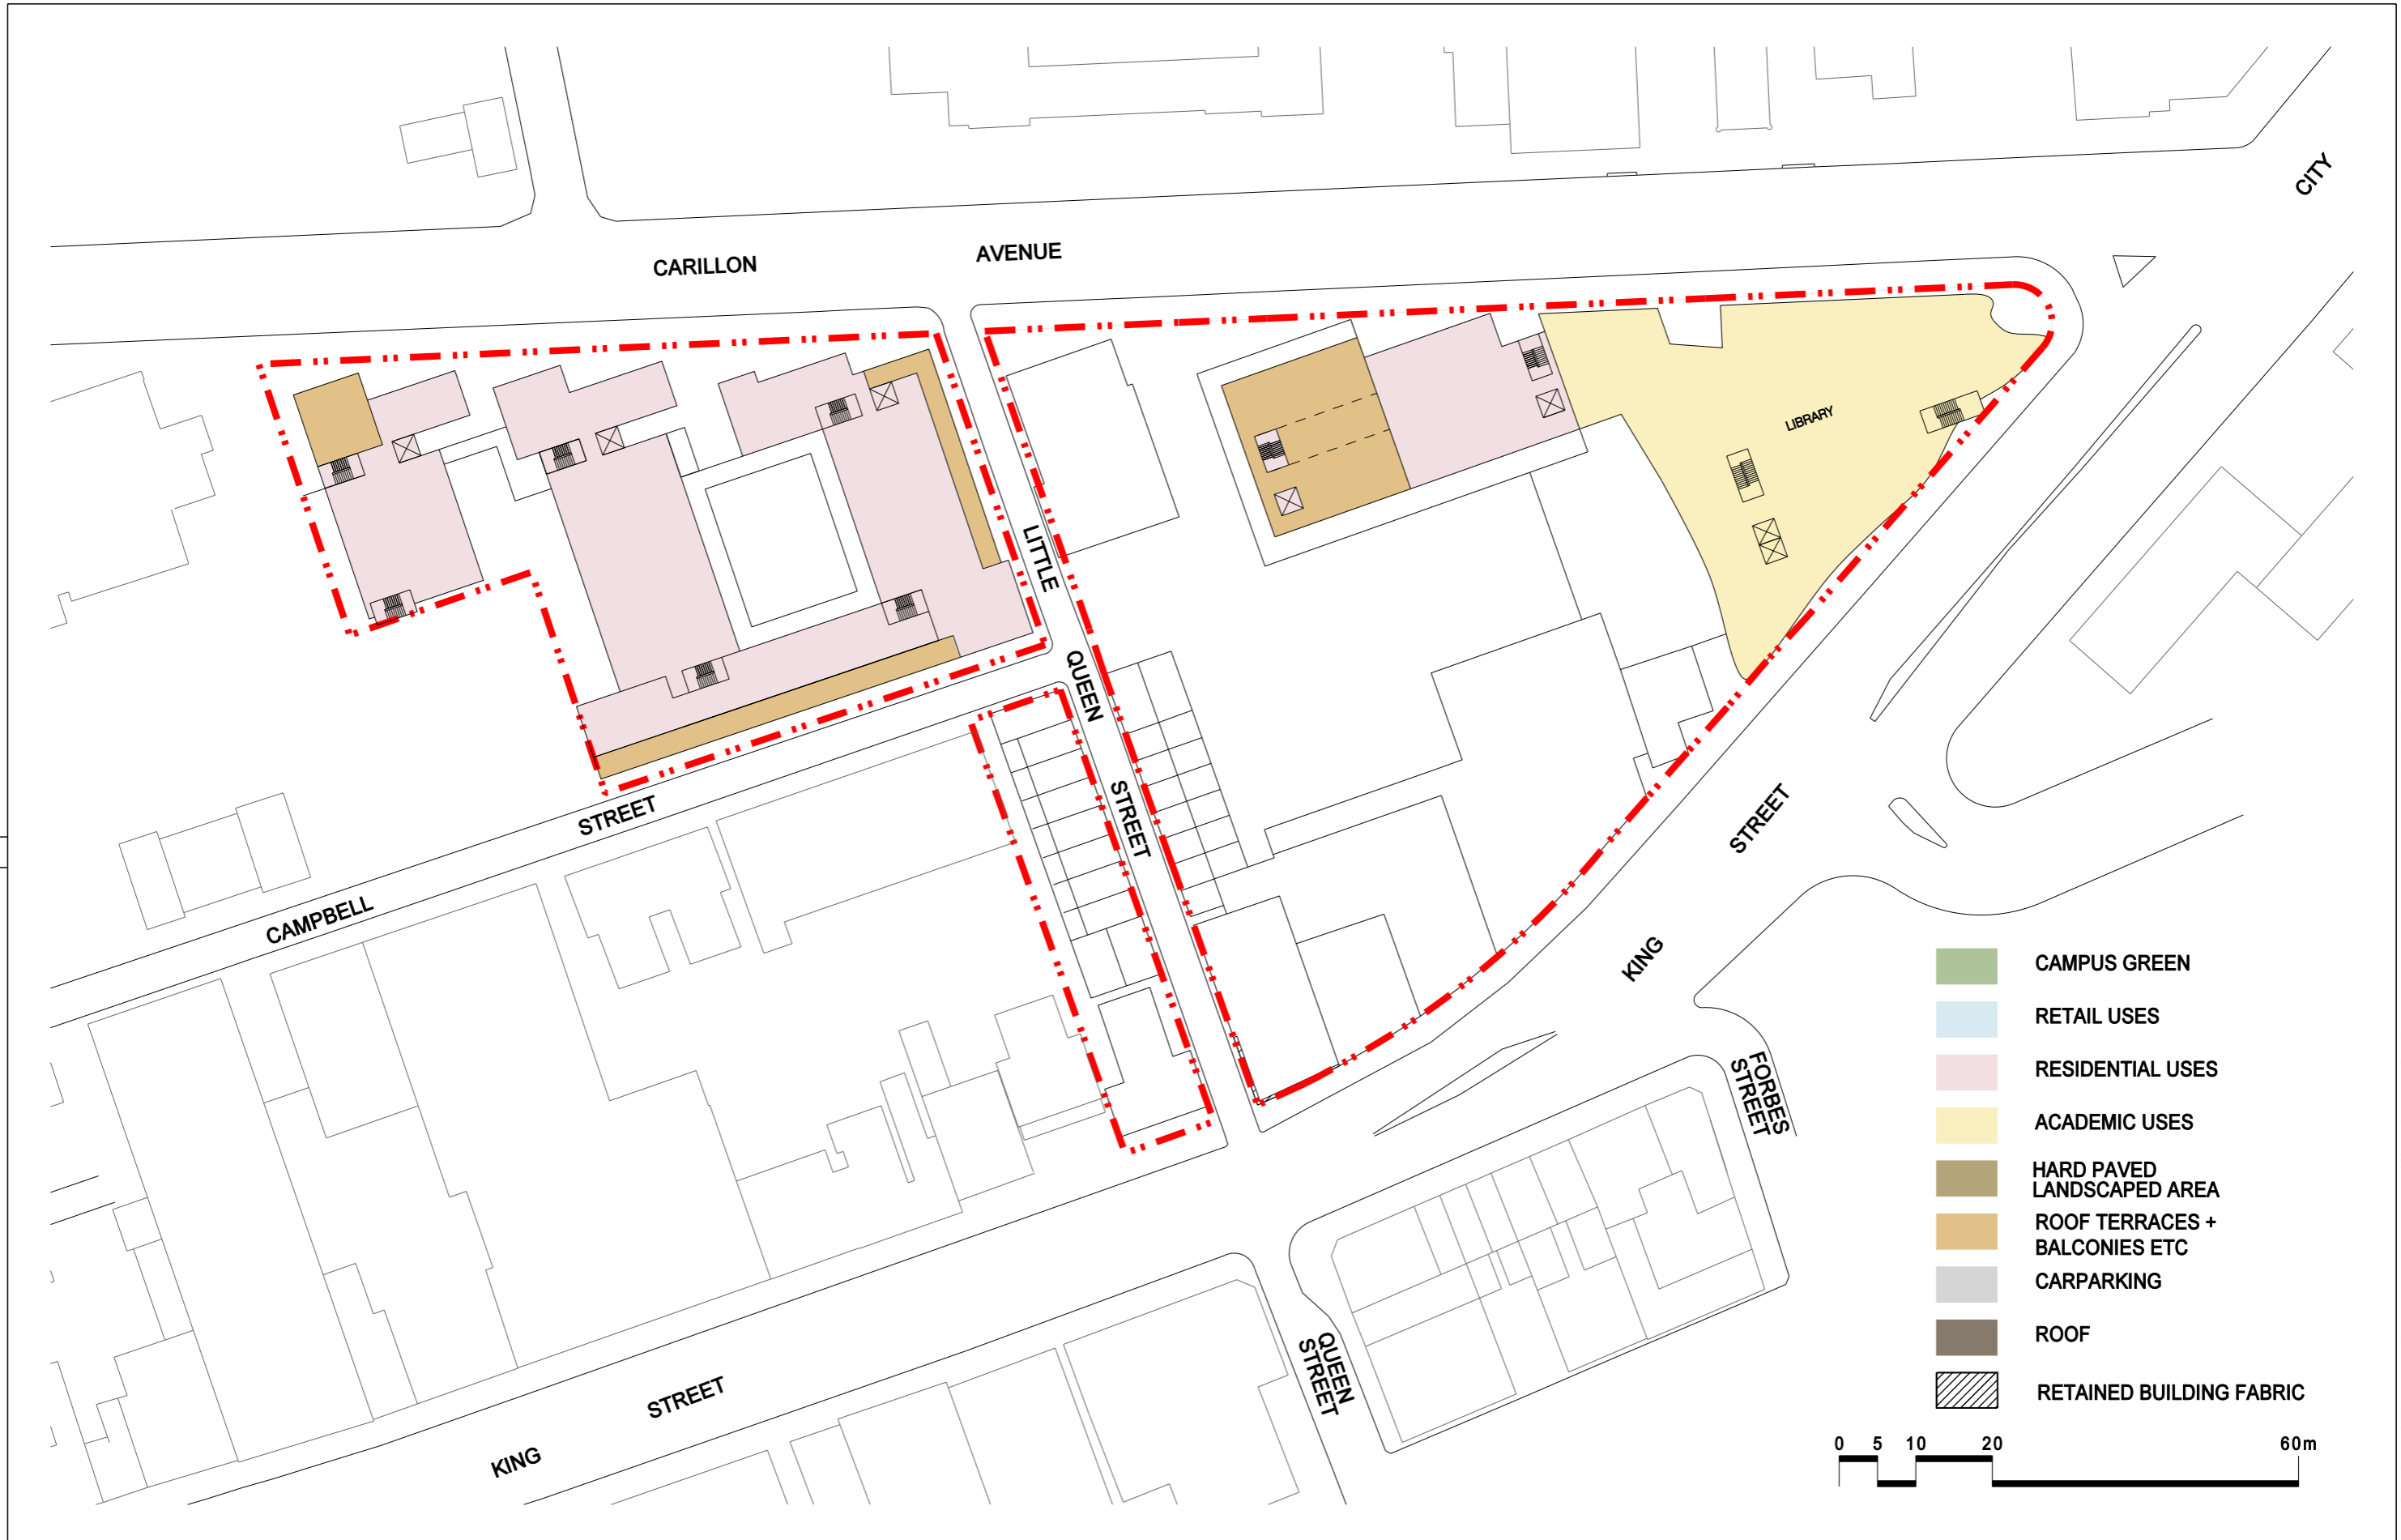 CITY
CARILLON
AVENUE
LIBRARY
LITTLE
QUEEN
STREET
STREET
CAMPBELL
STREET
KING
FORBES
STREET
QUEEN
STREET
STREET
KING
CAMPUS GREEN
RETAIL USES
RESIDENTIAL USES
ACADEMIC USES
HARD PAVED
LANDSCAPED AREA
ROOF TERRACES +
BALCONIES ETC
CARPARKING
ROOF
RETAINED BUILDING FABRIC
0 5 10 20 60m